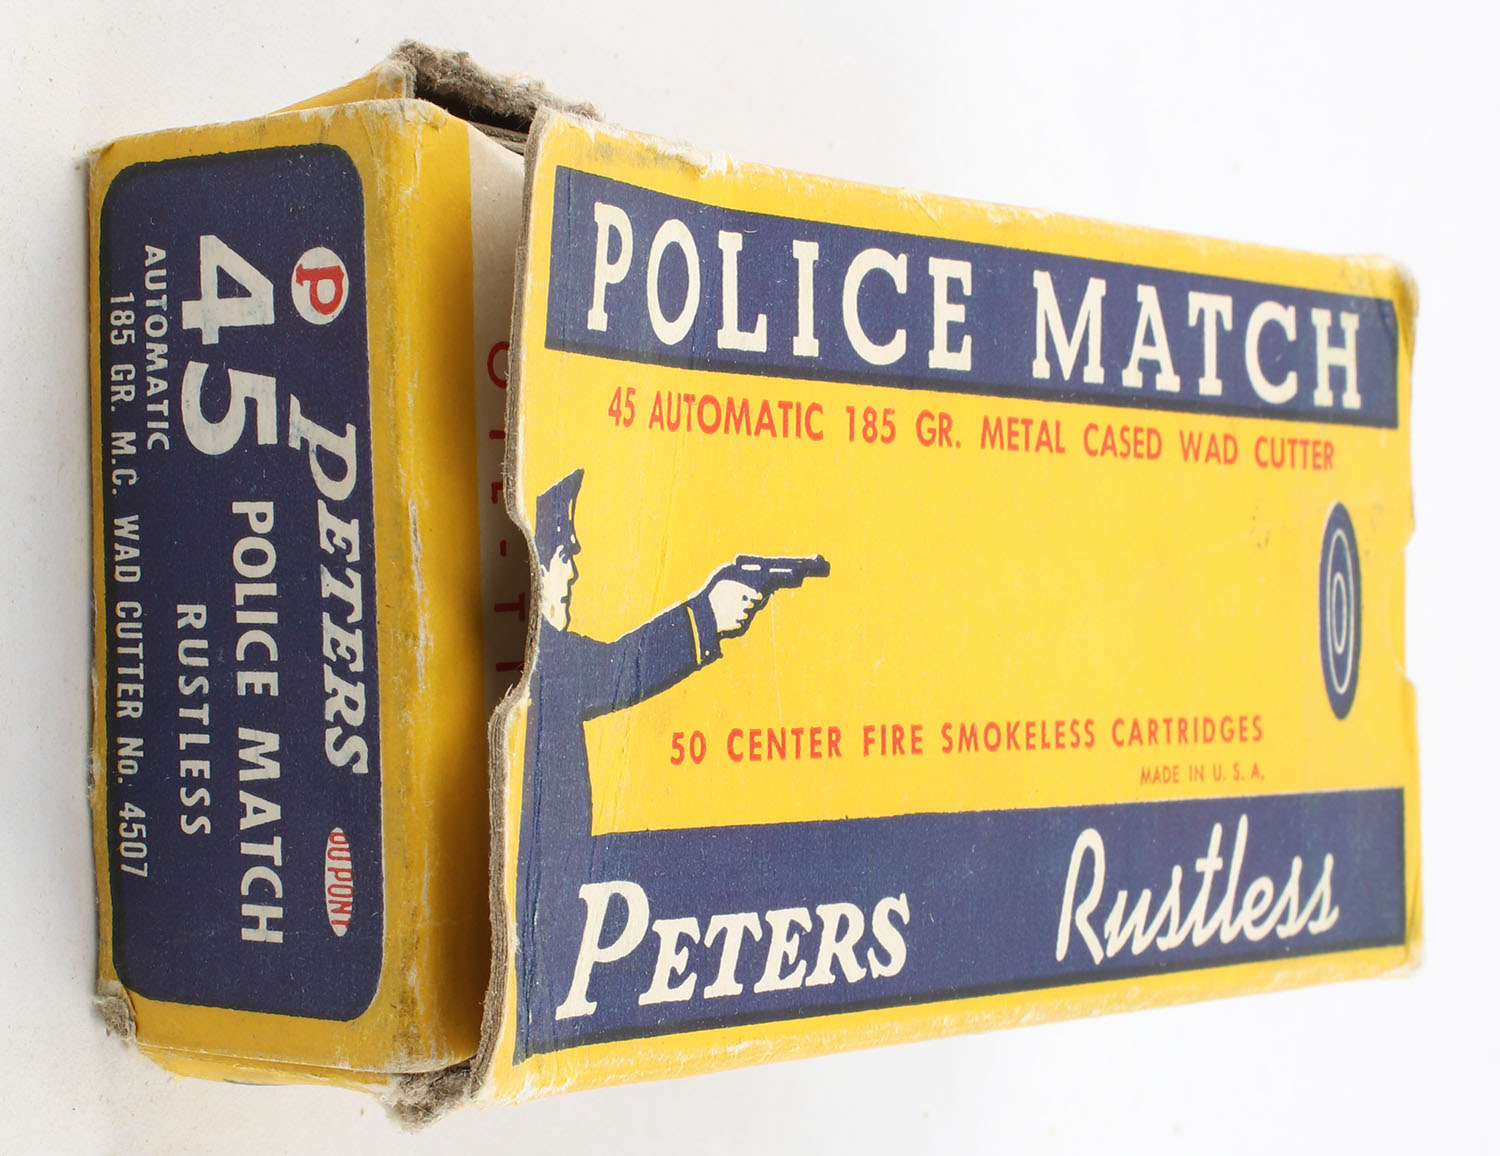 POLICE MATCH
45 AUTOMATIC 185 GR. METAL CASED WAD CUTTER
50 CENTER FIRE SMOKELESS CARTRIDGES
MADE IN U. S. A.
PETERS Rustless
P PETERS DUPONT
45 POLICE MATCH
AUTOMATIC RUSTLESS
185 GR. M.C. WAD CUTTER No. 4507